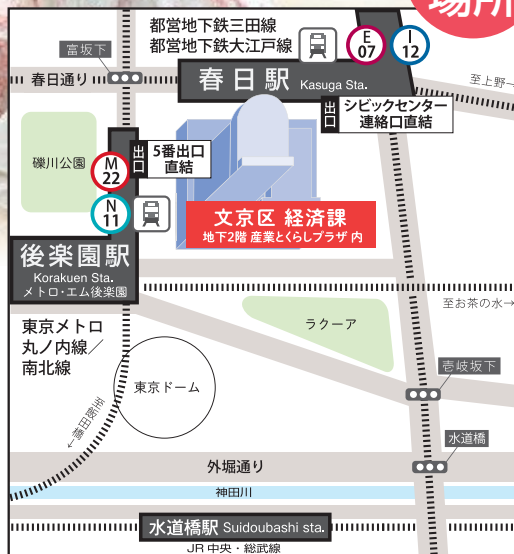 場所
都営地下鉄三田線
都営地下鉄大江戸線
E
07
I
12
富坂下
春日通り
春日駅 Kasuga Sta.
至上野→
出口
シビックセンター
連絡口直結
礫川公園
出口
5番出口
直結
M
22
N
11
文京区 経済課
地下2階 産業とくらしプラザ 内
後楽園駅
Korakuen Sta.
メトロ・エム後楽園
至お茶の水→
東京メトロ
丸ノ内線/
南北線
ラクーア
壱岐坂下
東京ドーム
至飯田橋→
水道橋
外堀通り
神田川
水道橋駅 Suidoubashi sta.
JR 中央・総武線